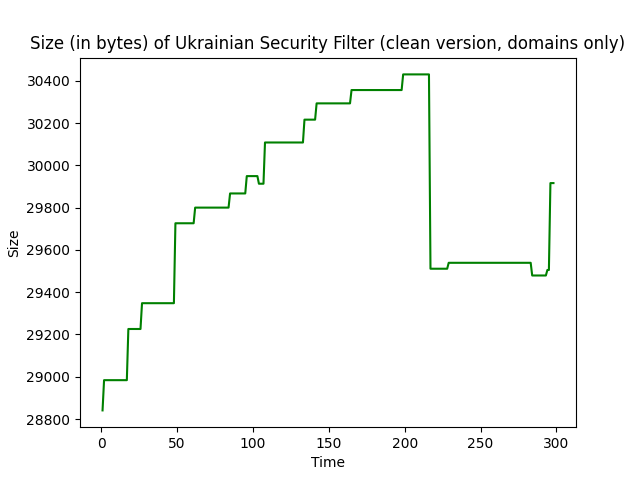 Size (in bytes) of Ukrainian Security Filter (clean version, domains only)
30400
30200
30000
29800
29600
29400
29200
29000
28800
Size
0 50 100 150 200 250 300
Time